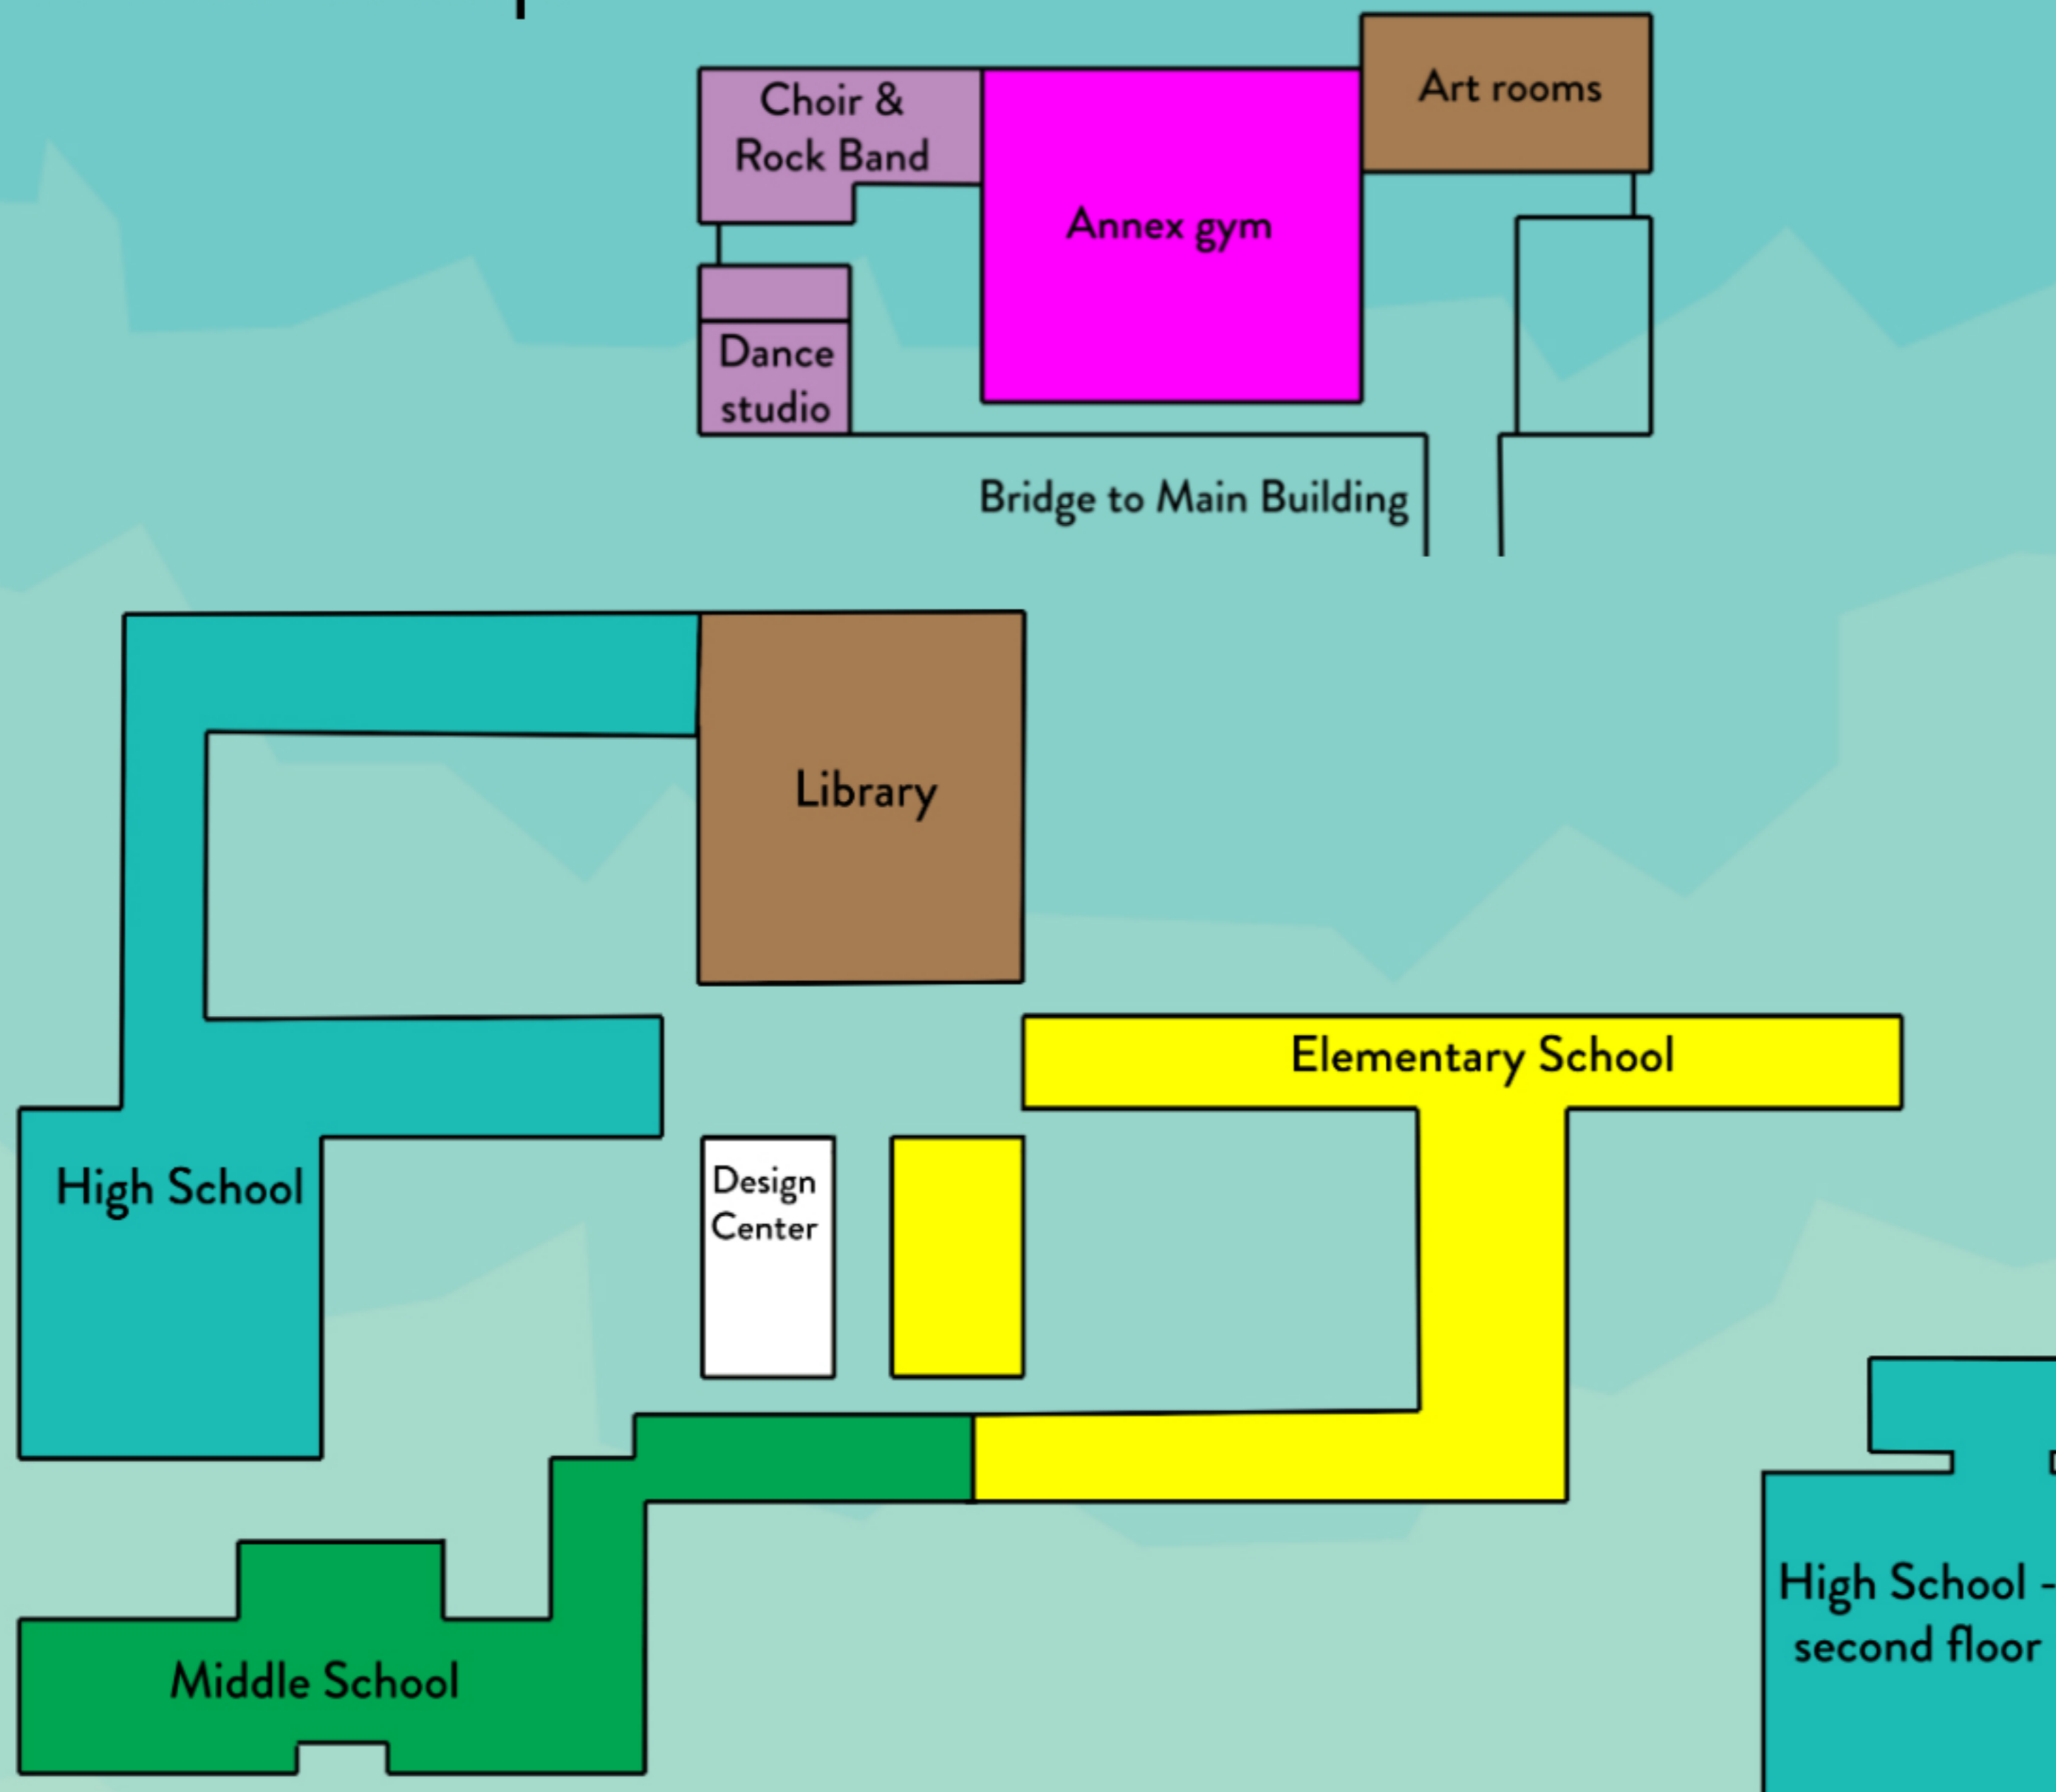 Choir &
Rock Band
Art rooms
Annex gym
Dance
studio
Bridge to Main Building
Library
Elementary School
High School
Design
Center
Middle School
High School -
second floor